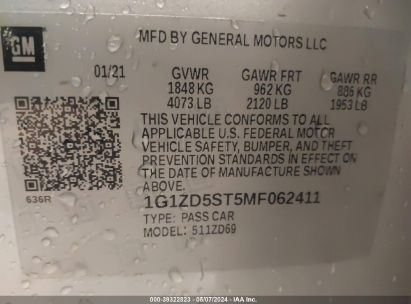 GM
MFD BY GENERAL MOTORS LLC
01/21 GVWR GAWR FRT GAWR RR
1848 KG 962 KG 886 KG
4073 LB 2120 LB 1953 LB
THIS VEHICLE CONFORMS TO ALL
APPLICABLE U.S. FEDERAL MOTOR
VEHICLE SAFETY, BUMPER, AND THEFT
PREVENTION STANDARDS IN EFFECT ON
THE DATE OF MANUFACTURE SHOWN
ABOVE.
636R
1G1ZD5ST5MF062411
TYPE: PASS CAR
MODEL: 511ZD69
000-39322823 - 05/07/2024 - IAAI.COM